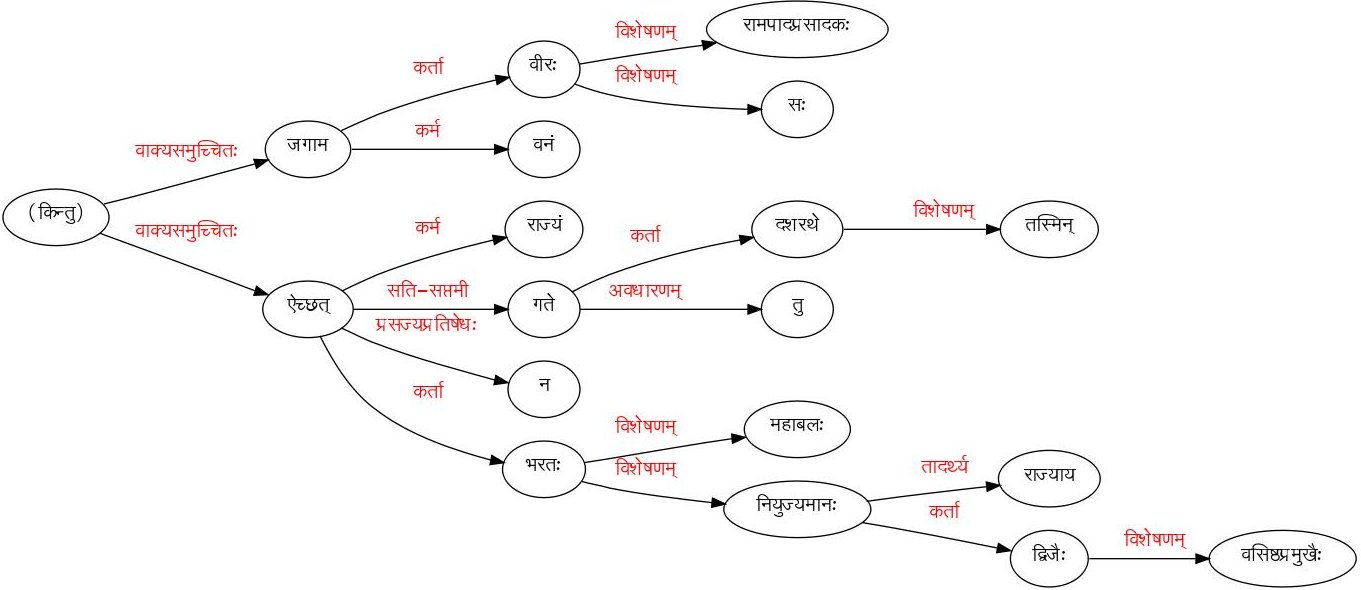 विशेषणम्
रामपादप्रसादकः
कर्ता
वीरः
विशेषणम्
सः
वाक्यसमुच्चितः
जगाम
कर्म
वनं
(किन्तु)
वाक्यसमुच्चितः
कर्म
राज्यं
कर्ता
दशरथे
विशेषणम्
तस्मिन्
ऐच्छत्
सति-सप्तमी
गते
अवधारणम्
तु
प्रसज्यप्रतिषेधः
न
कर्ता
भरतः
विशेषणम्
महाबलः
विशेषणम्
नियुज्यमानः
तादर्थ्य
राज्याय
कर्ता
द्विजैः
विशेषणम्
वसिष्ठप्रमुखैः